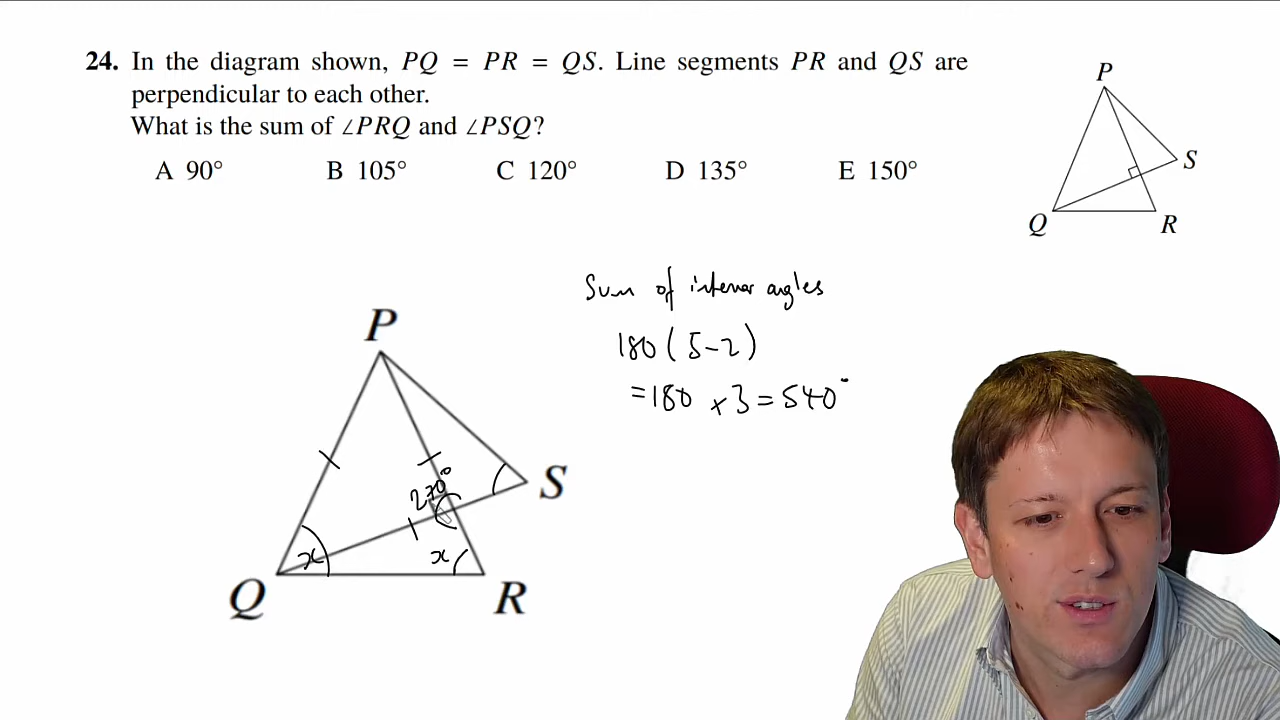 24. In the diagram shown, PQ = PR = QS. Line segments PR and QS are
perpendicular to each other.
What is the sum of ∠PRQ and ∠PSQ?
A 90° B 105° C 120° D 135° E 150°
P
S
Q
R
Sum of interior angles
180(5-2)
=180 × 3 = 540°
P
S
270°
x
x
Q
R